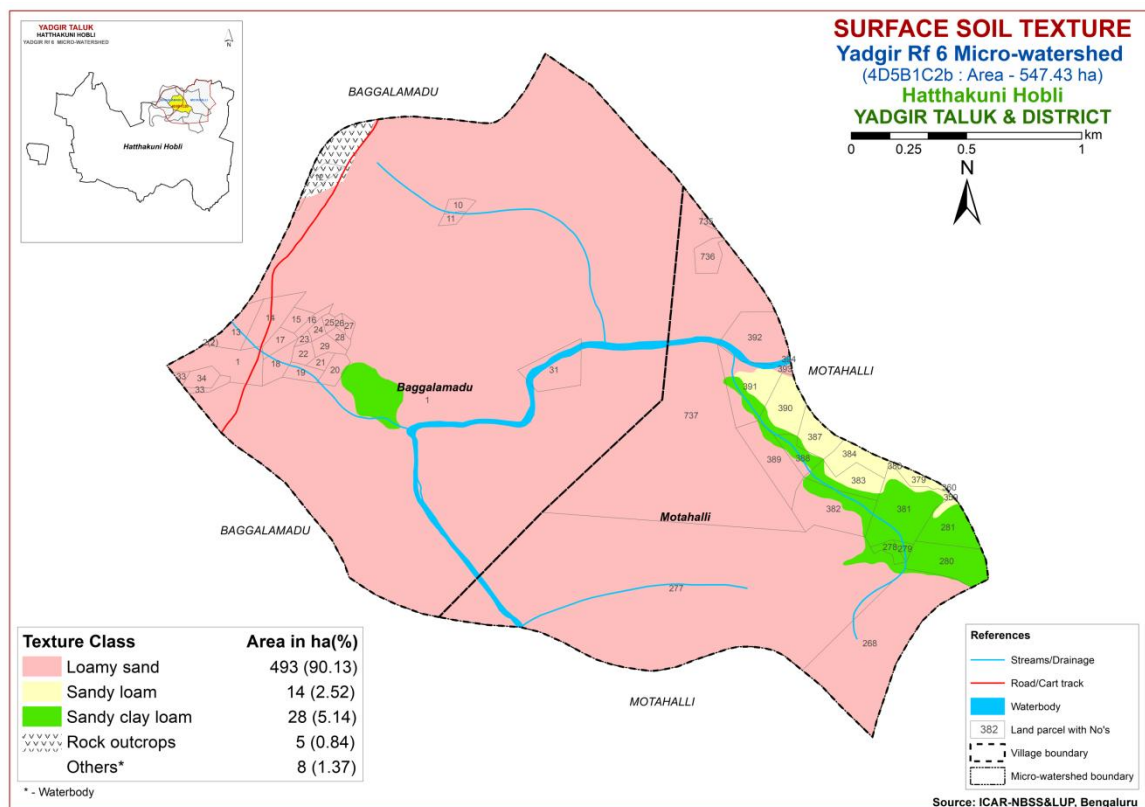 YADGIR TALUK
HATTHAKUNI HOBLI
YADGIR RF 6 MICRO-WATERSHED
N
Hatthakuni Hobli
SURFACE SOIL TEXTURE
Yadgir Rf 6 Micro-watershed
(4D5B1C2b : Area - 547.43 ha)
Hatthakuni Hobli
YADGIR TALUK & DISTRICT
km
0 0.25 0.5 1
N
BAGGALAMADU
12
10
11
735
736
14
13
15 16 25 26 27
24
17 23 28
1 22 29
18 21
19 20
33 34
33
31
Baggalamadu
1
392
394
393
MOTAHALLI
391
390
737
387
389 388 384
380
383 379
360
359
382 381
281
Motahalli
278 279
280
BAGGALAMADU
277
268
MOTAHALLI
Texture Class Area in ha(%)
Loamy sand 493 (90.13)
Sandy loam 14 (2.52)
Sandy clay loam 28 (5.14)
Rock outcrops 5 (0.84)
Others* 8 (1.37)
* - Waterbody
References
Streams/Drainage
Road/Cart track
Waterbody
382 Land parcel with No's
Village boundary
Micro-watershed boundary
Source: ICAR-NBSS&LUP, Bengaluru